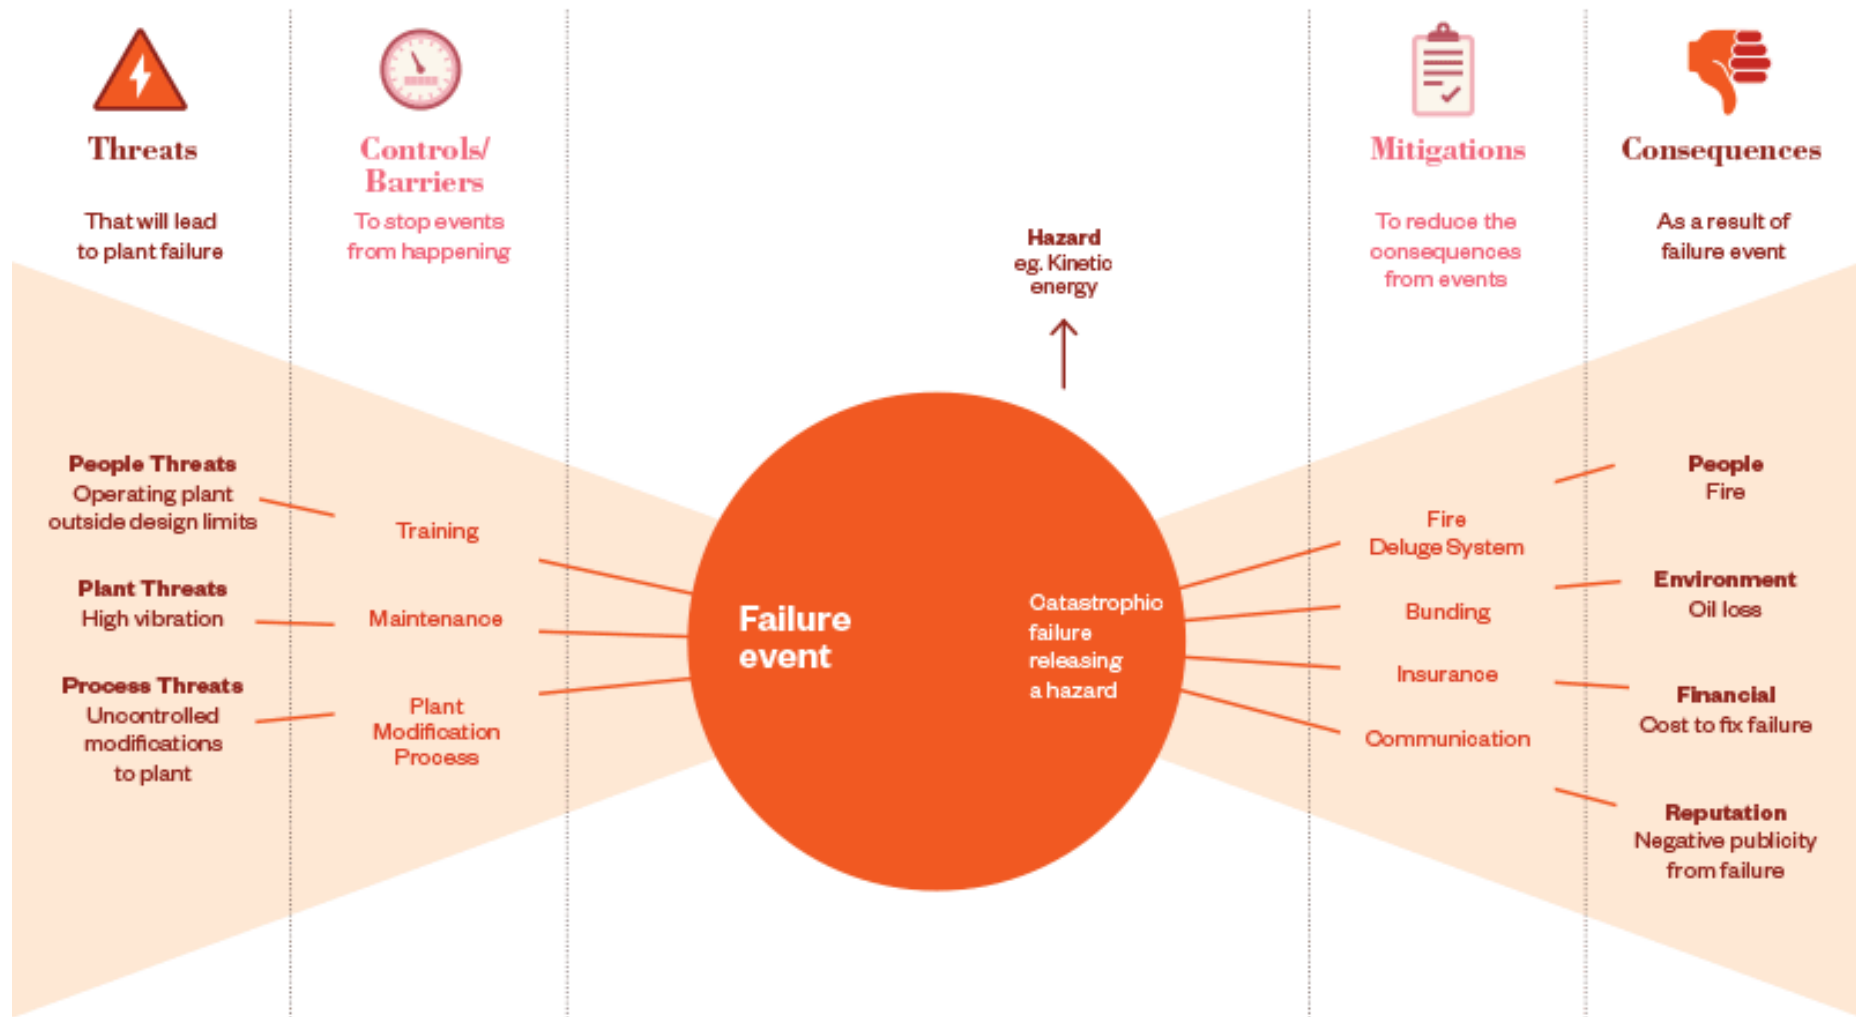 Threats
That will lead
to plant failure
Controls/
Barriers
To stop events
from happening
Hazard
eg. Kinetic
energy
Mitigations
To reduce the
consequences
from events
Consequences
As a result of
failure event
People Threats
Operating plant
outside design limits
Plant Threats
High vibration
Process Threats
Uncontrolled
modifications
to plant
Training
Maintenance
Plant
Modification
Process
Failure
event
Catastrophic
failure
releasing
a hazard
Fire
Deluge System
Bunding
Insurance
Communication
People
Fire
Environment
Oil loss
Financial
Cost to fix failure
Reputation
Negative publicity
from failure